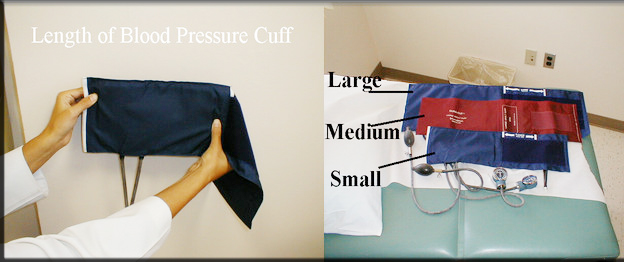 Length of Blood Pressure Cuff
Large
Medium
Small